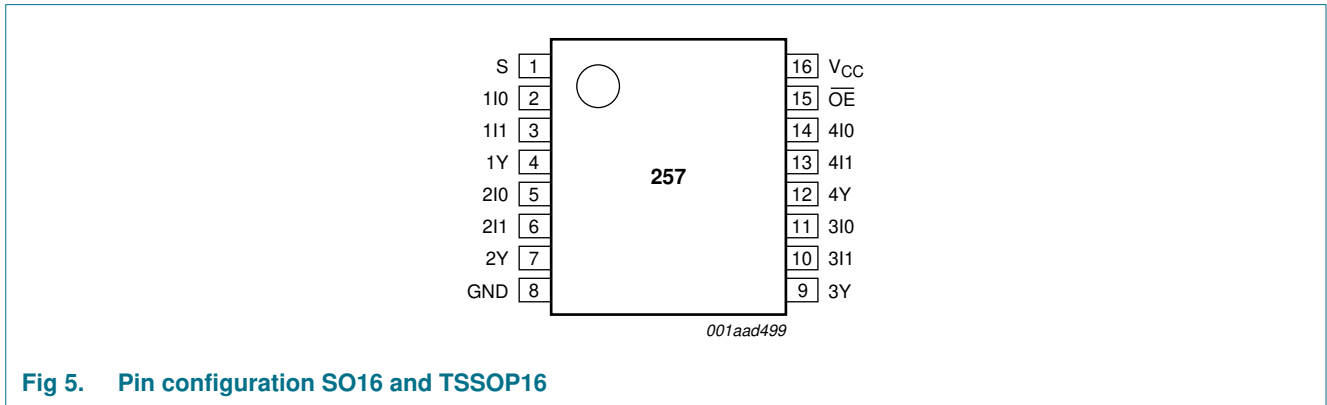 S 1
1I0 2
1I1 3
1Y 4
2I0 5
2I1 6
2Y 7
GND 8
257
16 VCC
15 O̅E̅
14 4I0
13 4I1
12 4Y
11 3I0
10 3I1
9 3Y
001aad499
Fig 5. Pin configuration SO16 and TSSOP16